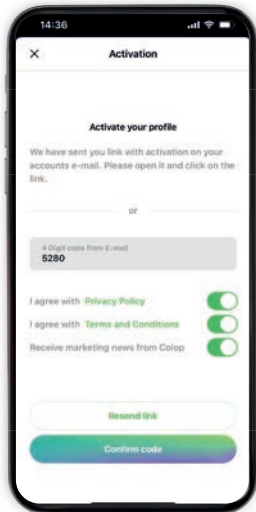 14:36
Activation
Activate your profile
We have sent you link with activation on your
accounts e-mail. Please open it and click on the
link.
or
4 Digit code from E-mail
5280
I agree with Privacy Policy
I agree with Terms and Conditions
Receive marketing news from Colop
Resend link
Confirm code